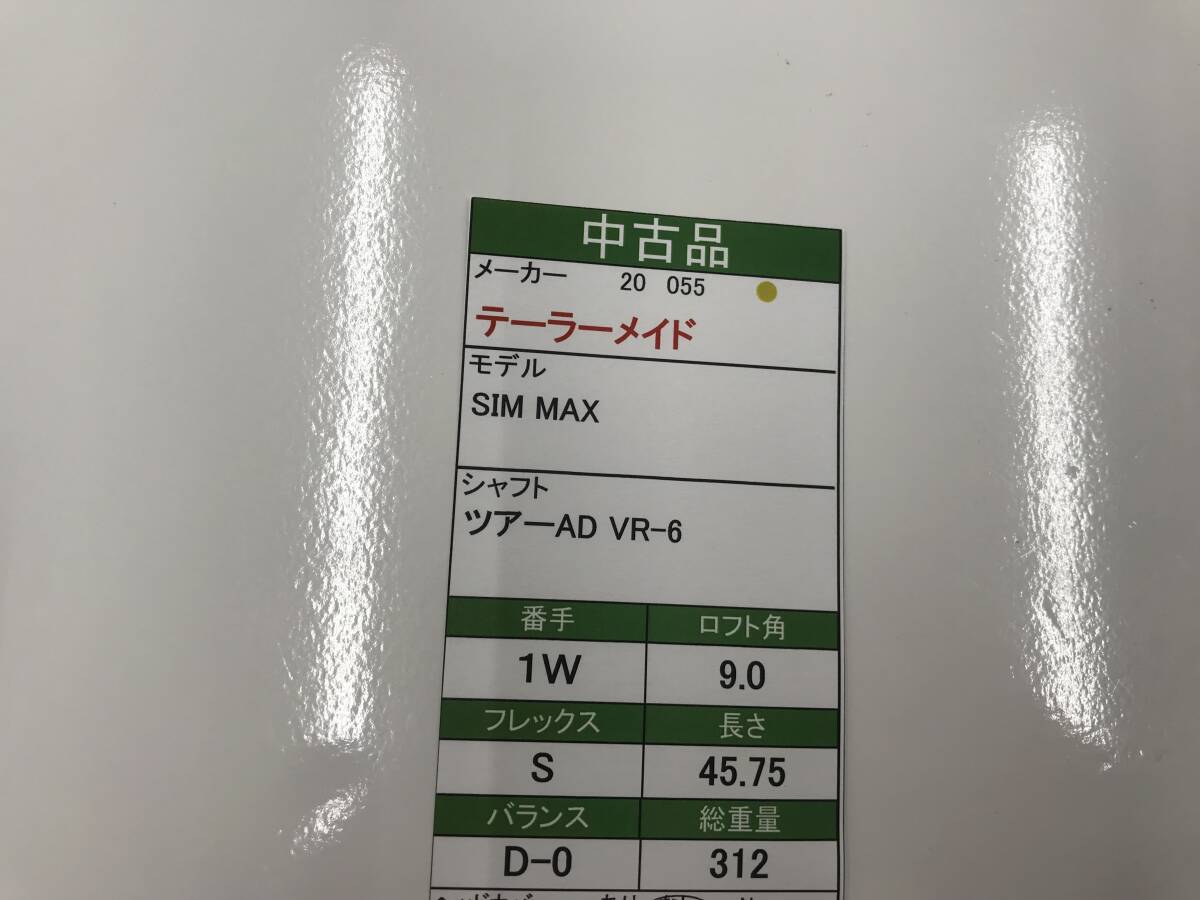 中古品
メーカー 20 055
テーラーメイド
モデル
SIM MAX
シャフト
ツアーAD VR-6
番手 ロフト角
1W 9.0
フレックス 長さ
S 45.75
バランス 総重量
D-0 312